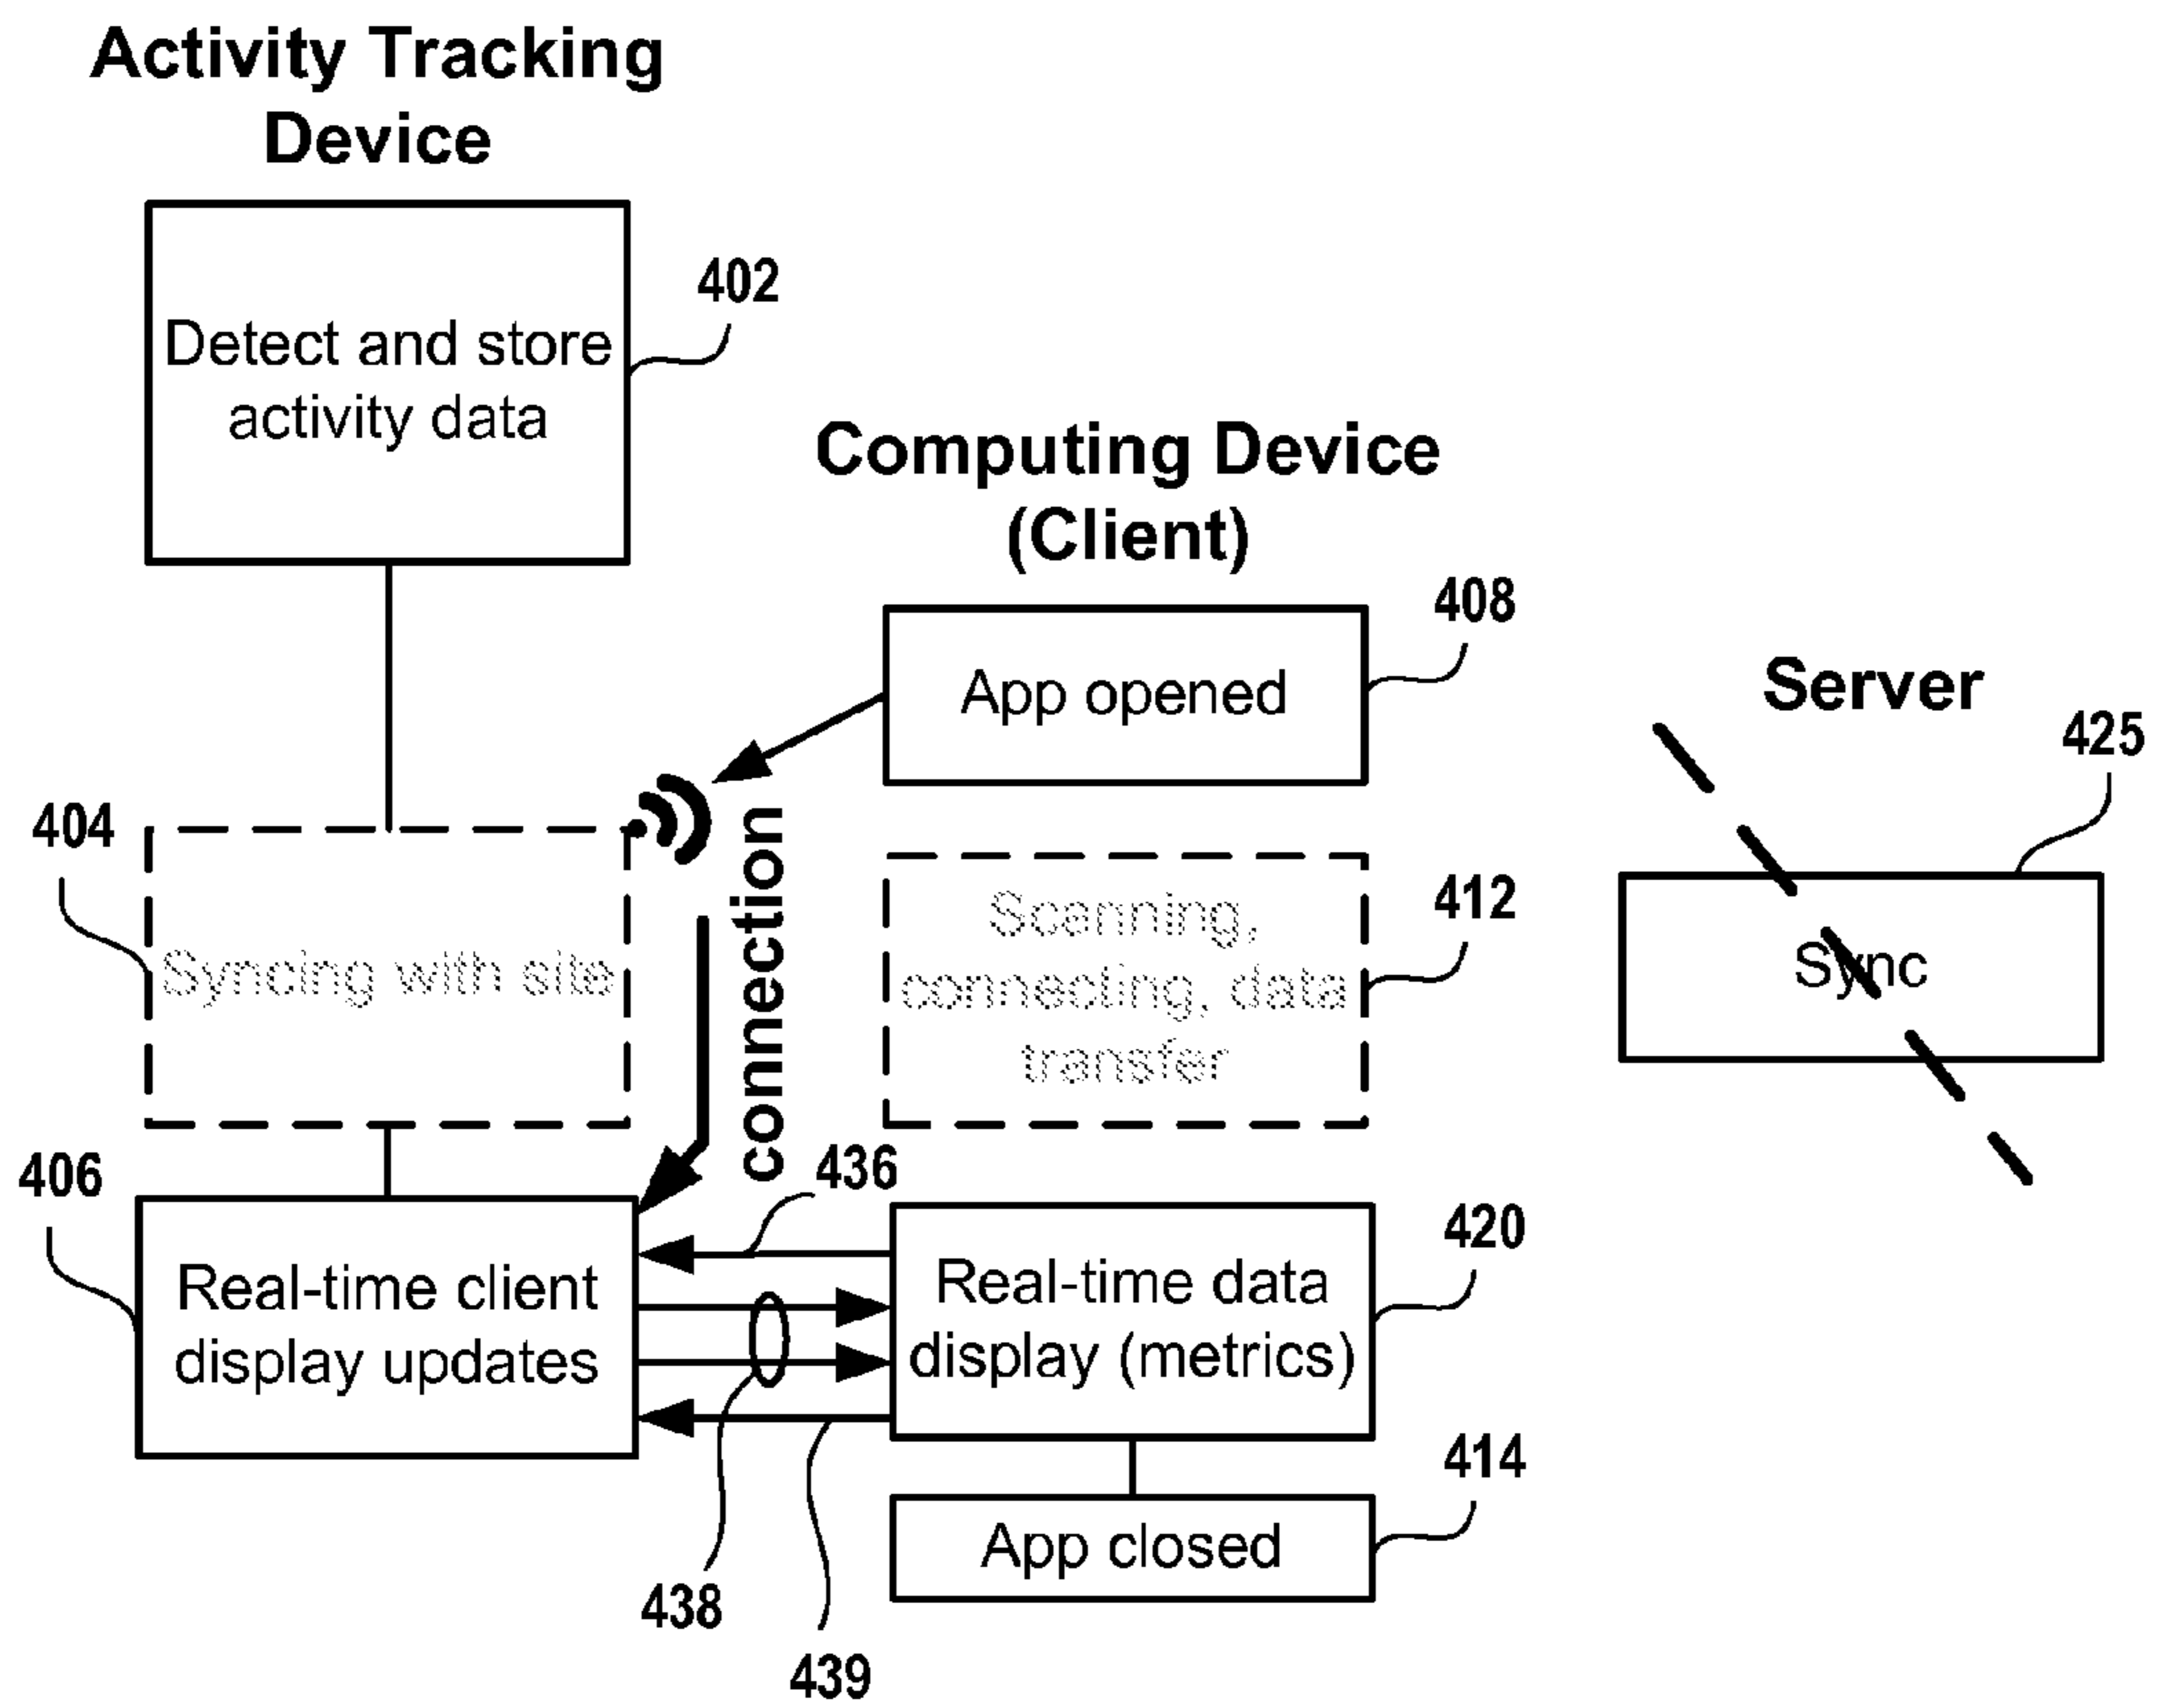 Activity Tracking
Device
402
Detect and store
activity data
Computing Device
(Client)
408
App opened
Server
425
404
connection
Syncing with site
Scanning,
connecting, data
transfer
412
Sync
406
436
Real-time client
display updates
Real-time data
display (metrics)
420
414
App closed
438
439